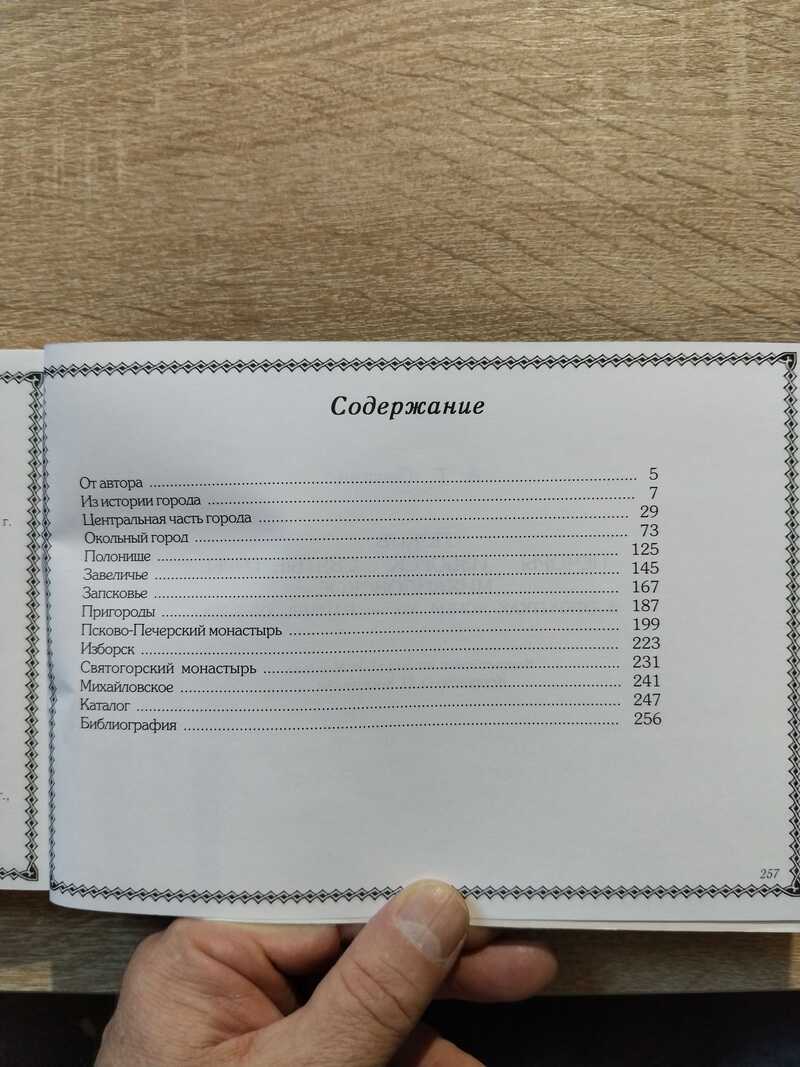 Содержание
г.
От автора ........ 5
Из истории города ........ 7
Центральная часть города ........ 29
Окольный город ........ 73
Полонище ........ 125
Завеличье ........ 145
Запсковье ........ 167
Пригороды ........ 187
Псково-Печерский монастырь ........ 199
Изборск ........ 223
Святогорский монастырь ........ 231
Михайловское ........ 241
Каталог ........ 247
Библиография ........ 256
г.,
257